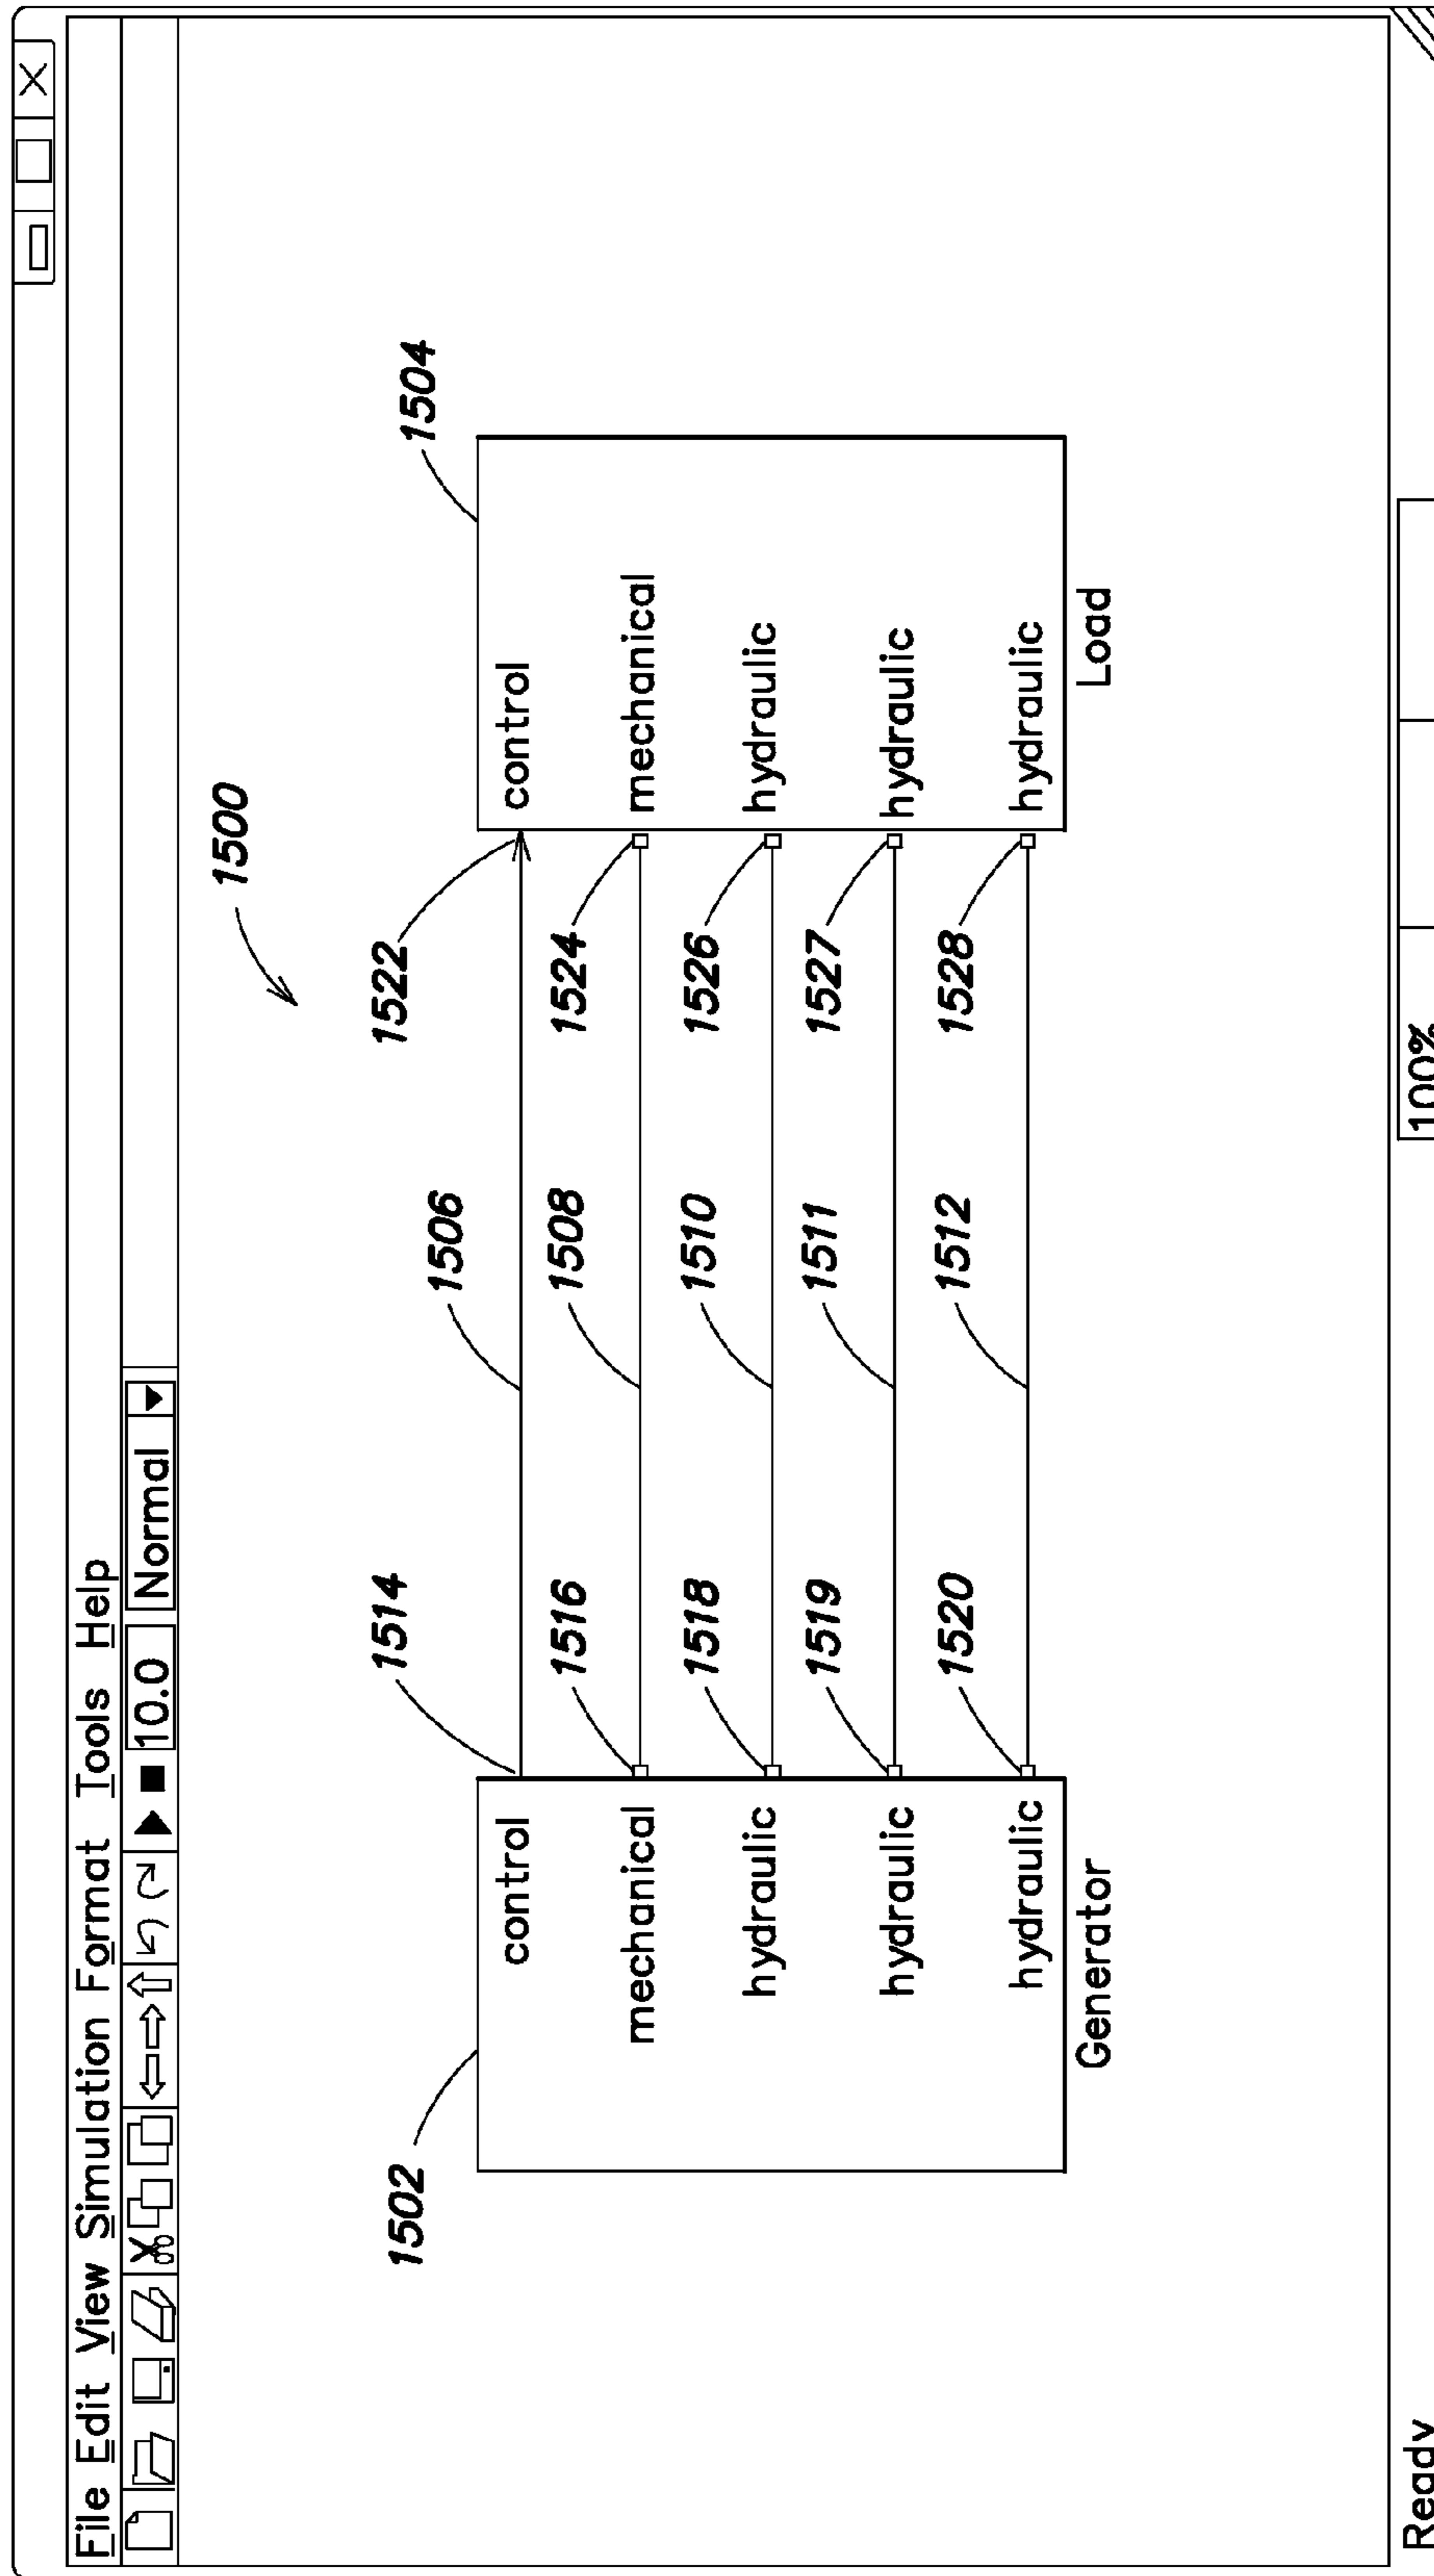 File Edit View Simulation Format Tools Help
10.0 Normal
1500
1502
1504
1514
1506
1522
control
control
1516
1508
1524
mechanical
mechanical
1518
1510
1526
hydraulic
hydraulic
1519
1511
1527
hydraulic
hydraulic
1520
1512
1528
hydraulic
hydraulic
Generator
Load
Ready
100%